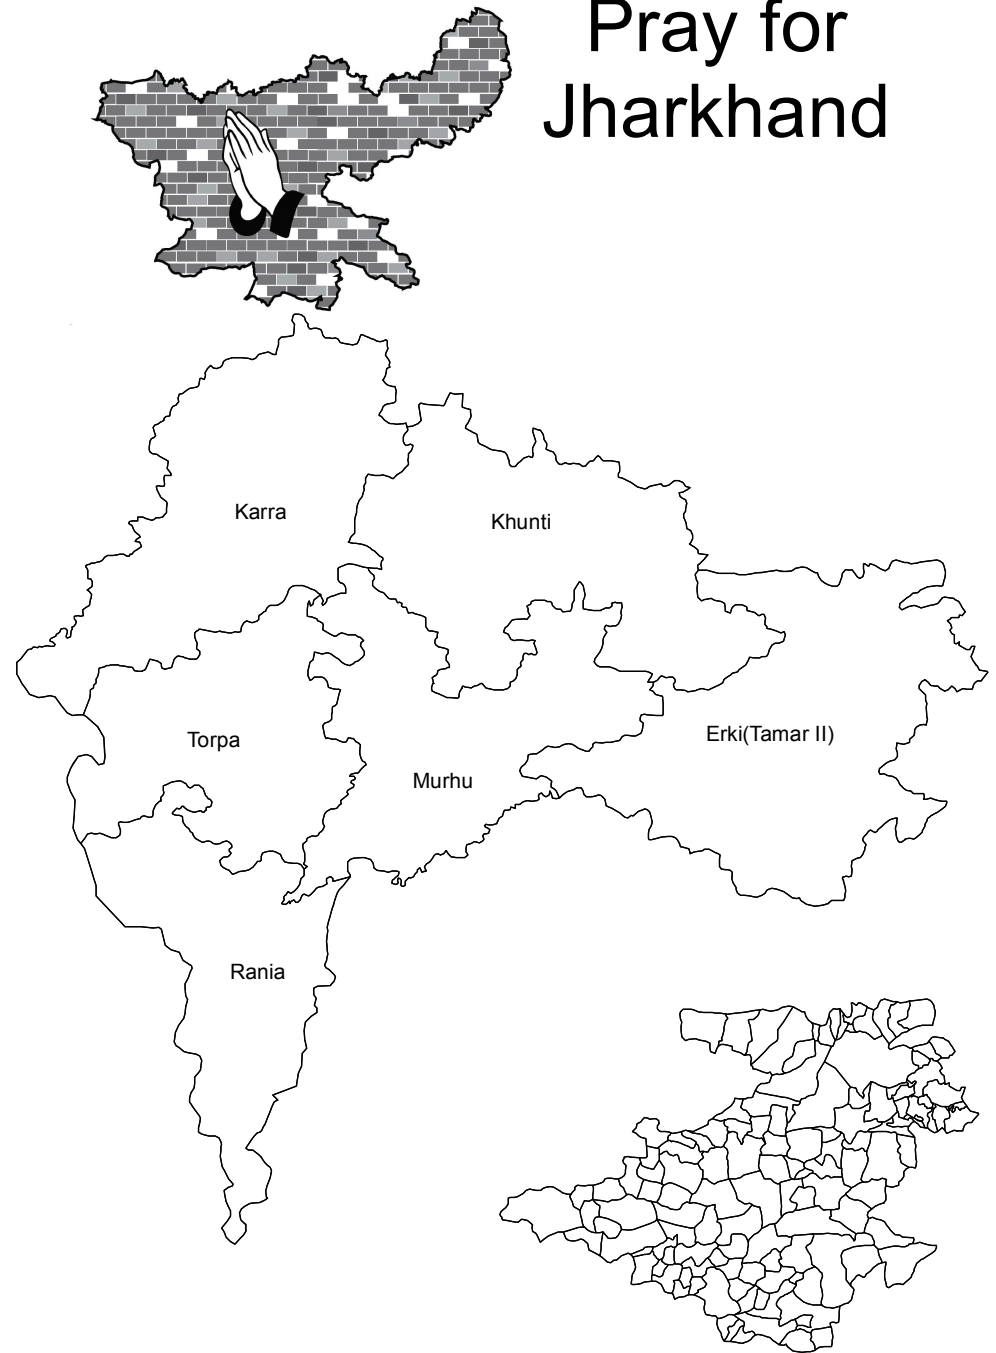 Pray for
Jharkhand
Karra
Khunti
Torpa
Erki(Tamar II)
Murhu
Rania